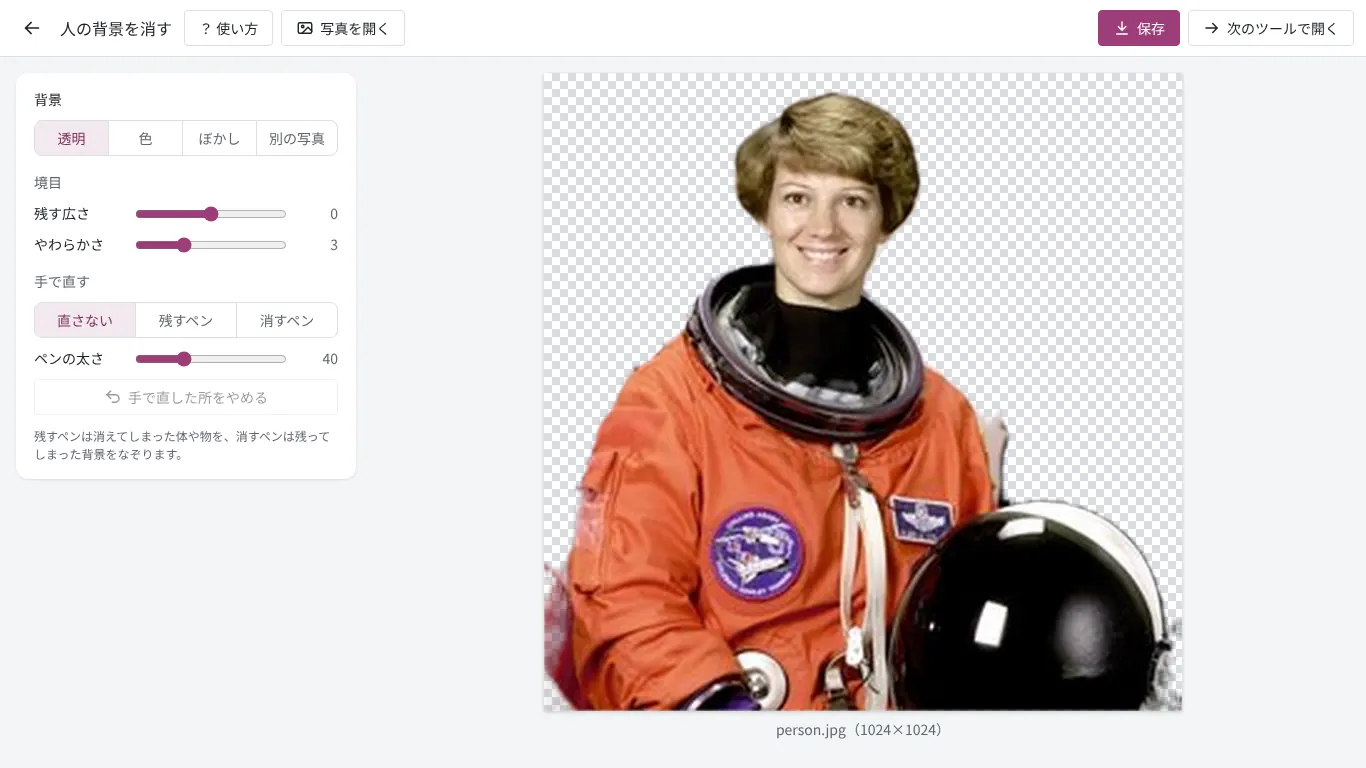 人の背景を消す
? 使い方
写真を開く
保存
次のツールで開く
背景
透明
色
ぼかし
別の写真
境目
残す広さ
0
やわらかさ
3
手で直す
直さない
残すペン
消すペン
ペンの太さ
40
手で直した所をやめる
残すペンは消えてしまった体や物を、消すペンは残って
しまった背景をなぞります。
person.jpg（1024×1024）